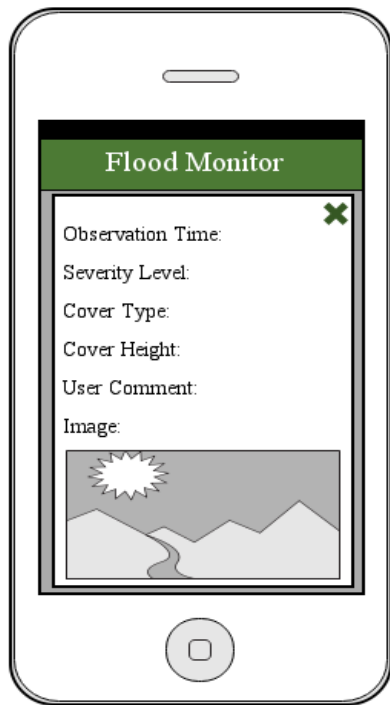 Flood Monitor
Observation Time:
Severity Level:
Cover Type:
Cover Height:
User Comment:
Image: